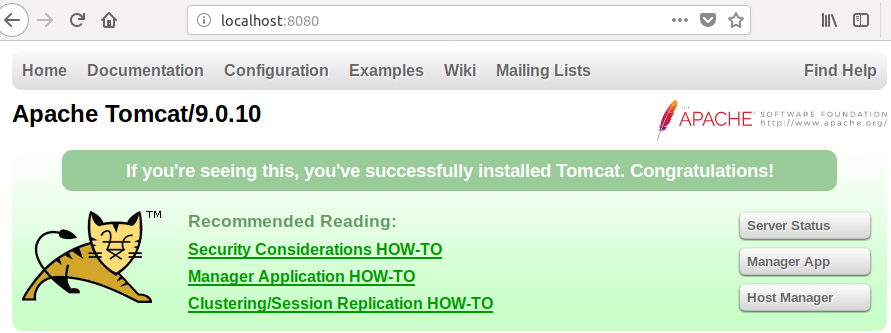 localhost:8080
Home Documentation Configuration Examples Wiki Mailing Lists Find Help
Apache Tomcat/9.0.10
THE
APACHE® SOFTWARE FOUNDATION
http://www.apache.org/
If you're seeing this, you've successfully installed Tomcat. Congratulations!
TM
Recommended Reading:
Security Considerations HOW-TO
Manager Application HOW-TO
Clustering/Session Replication HOW-TO
Server Status
Manager App
Host Manager